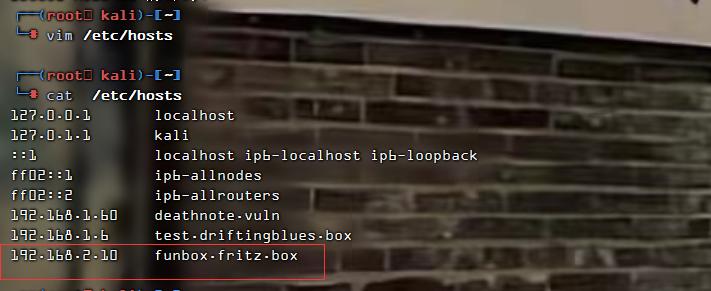 (root kali)-[~]
# vim /etc/hosts
(root kali)-[~]
# cat /etc/hosts
127.0.0.1 localhost
127.0.1.1 kali
::1 localhost ip6-localhost ip6-loopback
ff02::1 ip6-allnodes
ff02::2 ip6-allrouters
192.168.1.60 deathnote.vuln
192.168.1.6 test.driftingblues.box
192.168.2.10 funbox.fritz.box